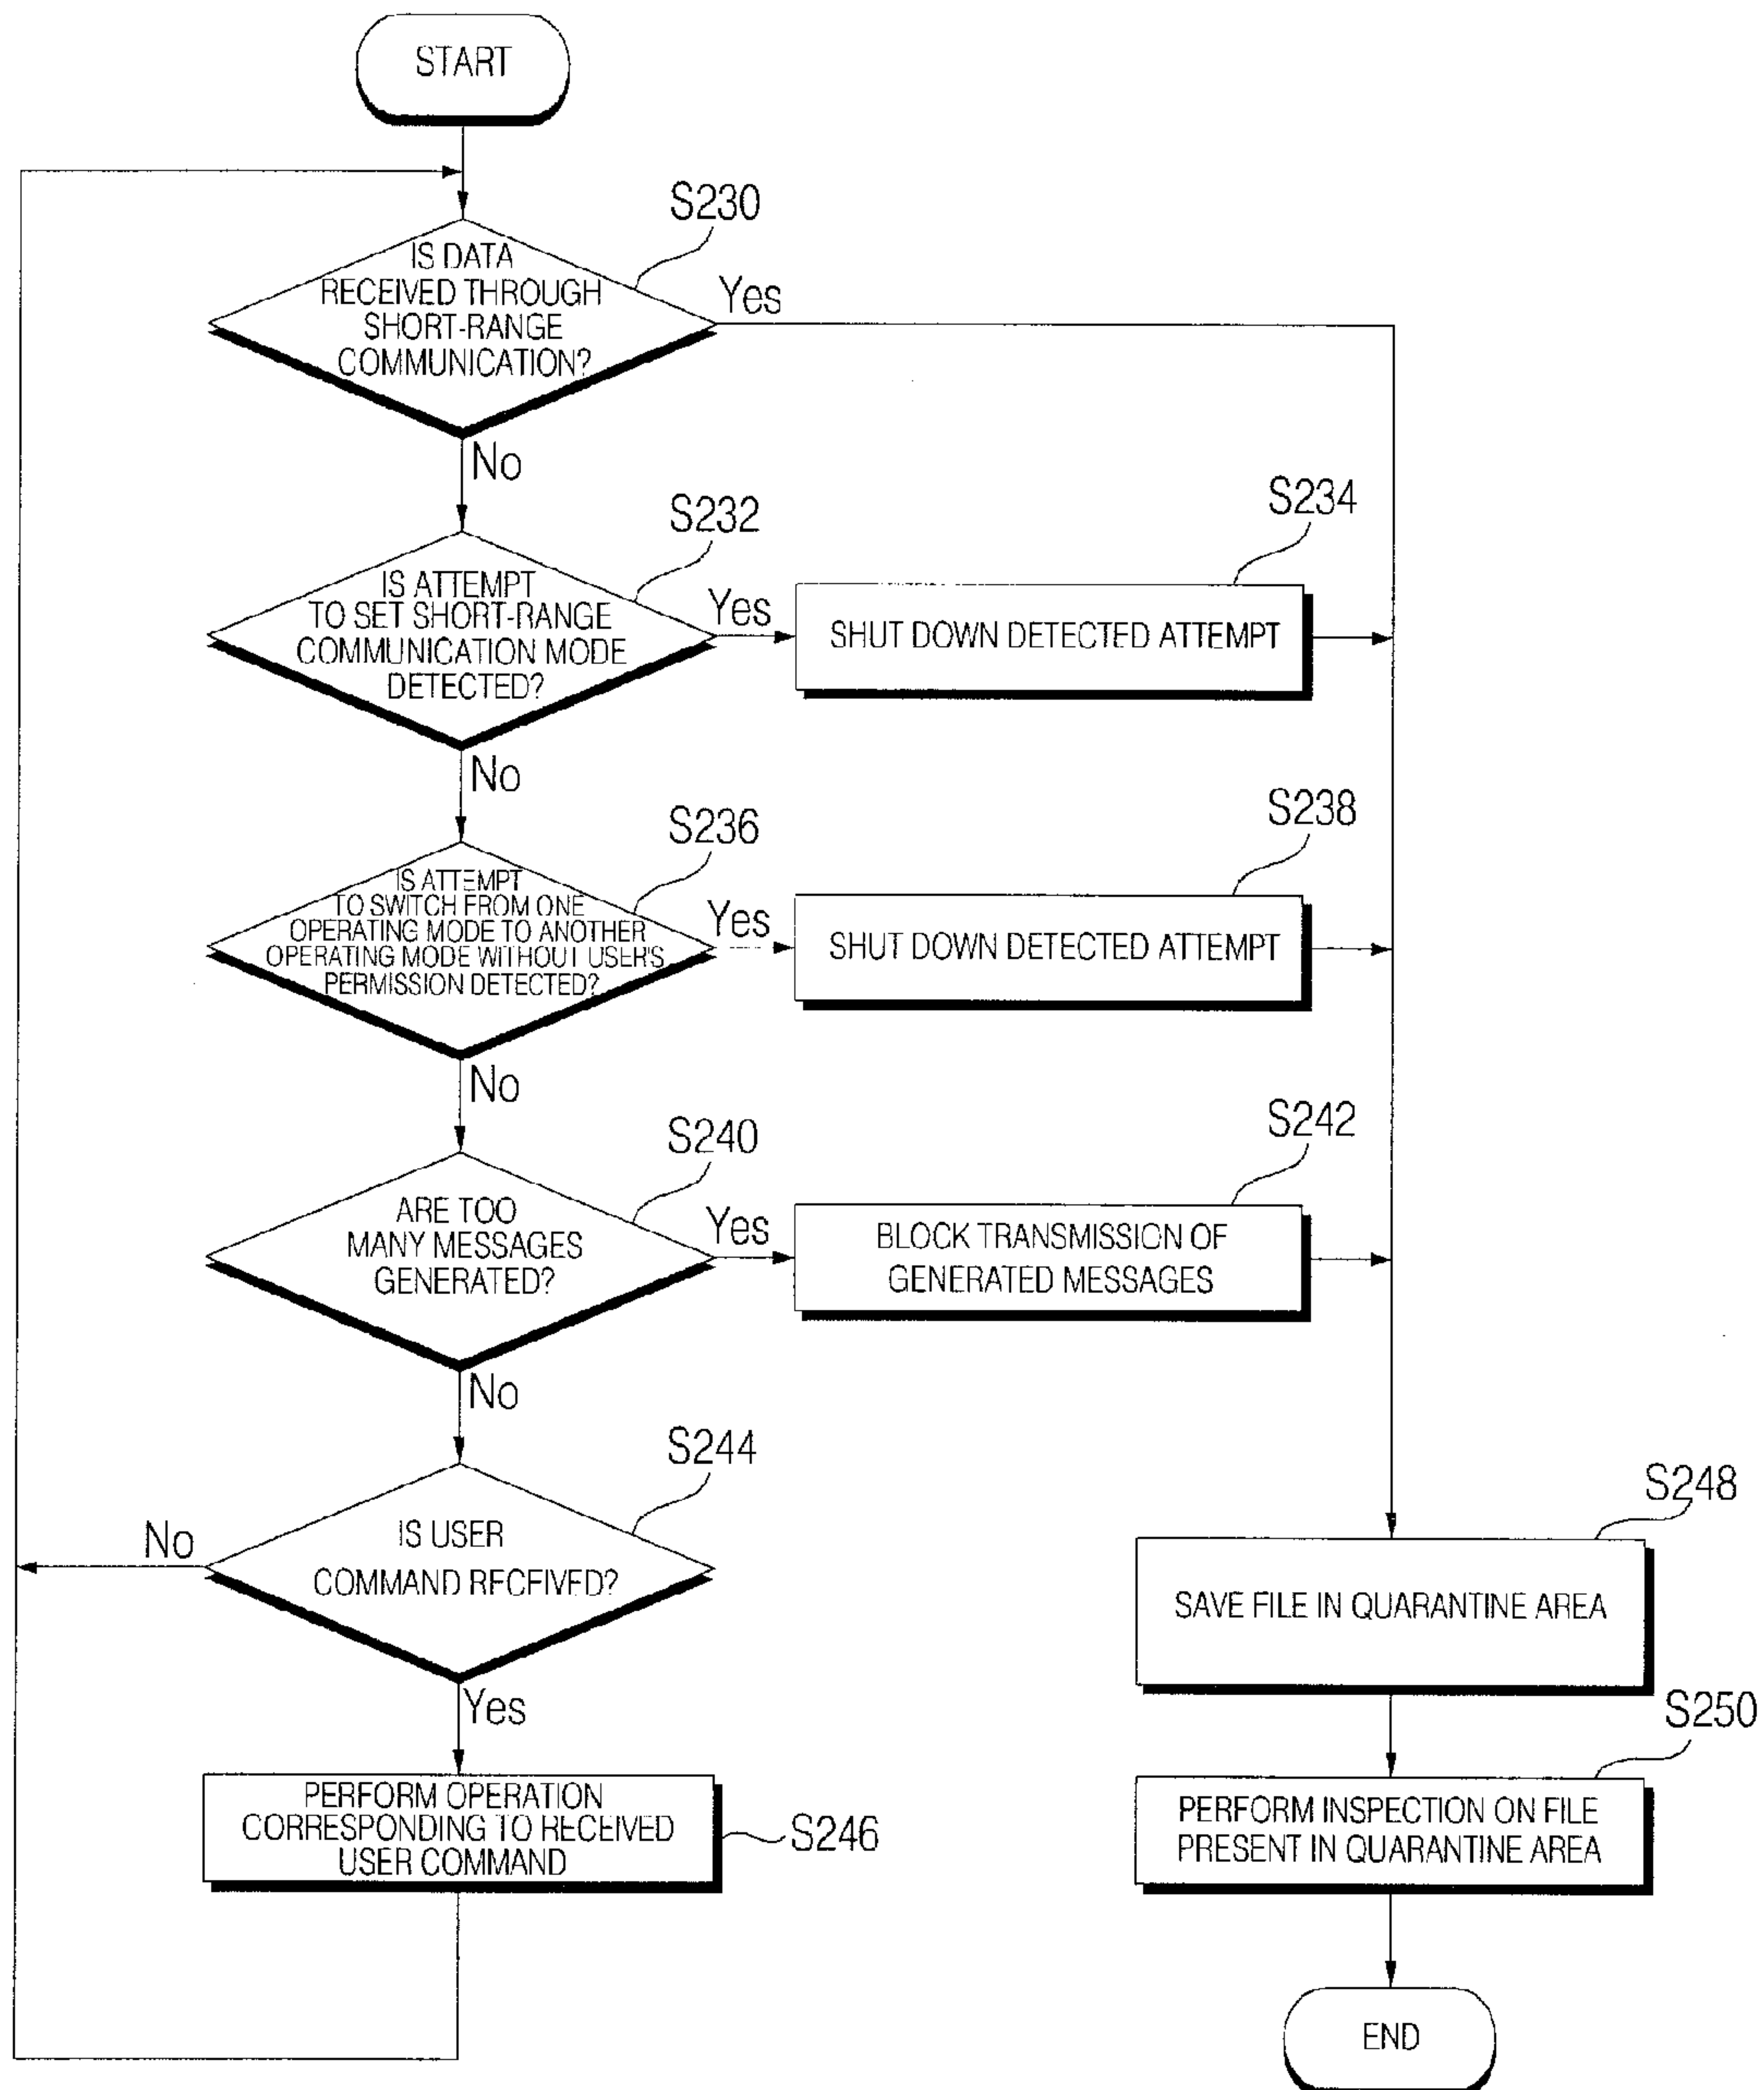 START
S230
IS DATA
RECEIVED THROUGH
SHORT-RANGE
COMMUNICATION?
Yes
No
S232
IS ATTEMPT
TO SET SHORT-RANGE
COMMUNICATION MODE
DETECTED?
Yes
S234
SHUT DOWN DETECTED ATTEMPT
No
S236
IS ATTEMPT
TO SWITCH FROM ONE
OPERATING MODE TO ANOTHER
OPERATING MODE WITHOUT USER'S
PERMISSION DETECTED?
Yes
S238
SHUT DOWN DETECTED ATTEMPT
No
S240
ARE TOO
MANY MESSAGES
GENERATED?
Yes
S242
BLOCK TRANSMISSION OF
GENERATED MESSAGES
No
S244
IS USER
COMMAND RECEIVED?
No
Yes
PERFORM OPERATION
CORRESPONDING TO RECEIVED
USER COMMAND
S246
S248
SAVE FILE IN QUARANTINE AREA
S250
PERFORM INSPECTION ON FILE
PRESENT IN QUARANTINE AREA
END